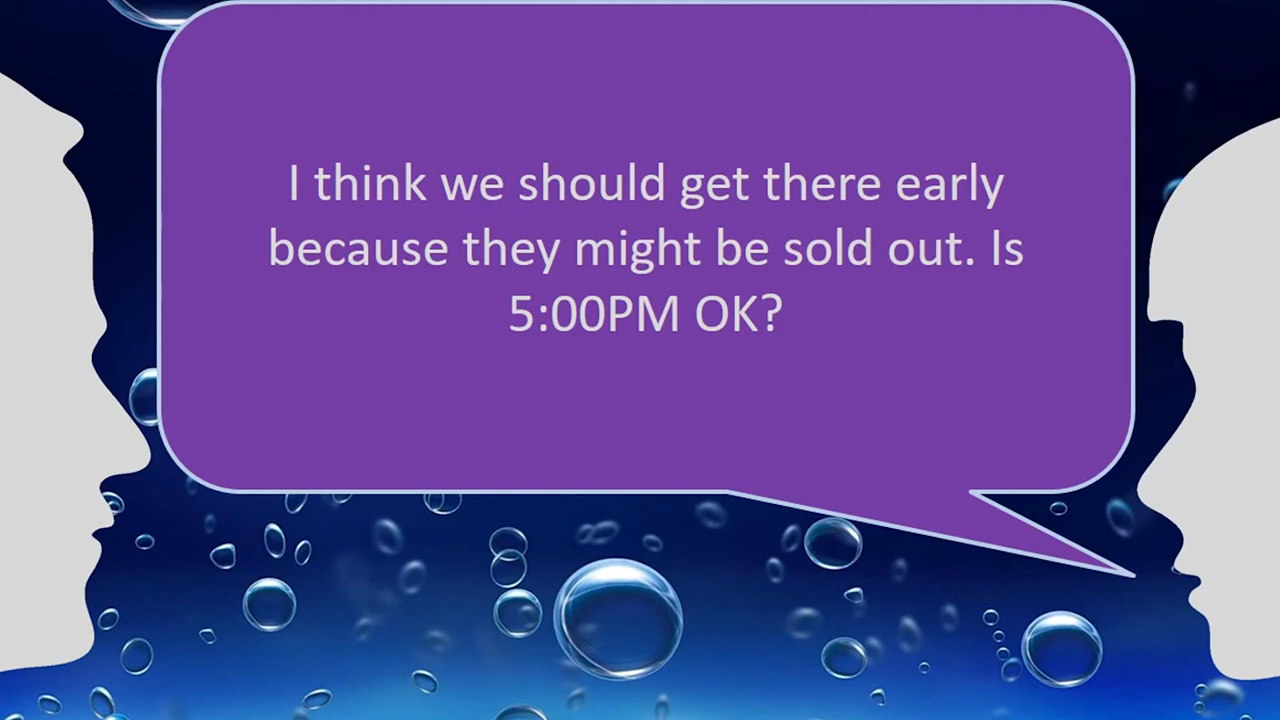 I think we should get there early
because they might be sold out. Is
5:00PM OK?